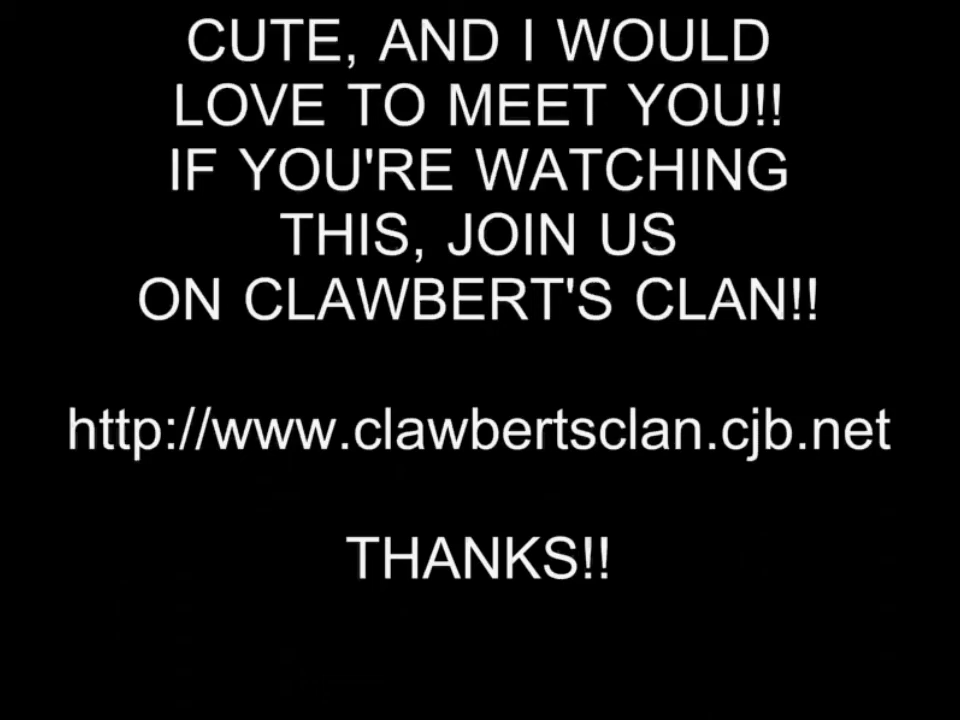 CUTE, AND I WOULD
LOVE TO MEET YOU!!
IF YOU'RE WATCHING
THIS, JOIN US
ON CLAWBERT'S CLAN!!
http://www.clawbertsclan.cjb.net
THANKS!!